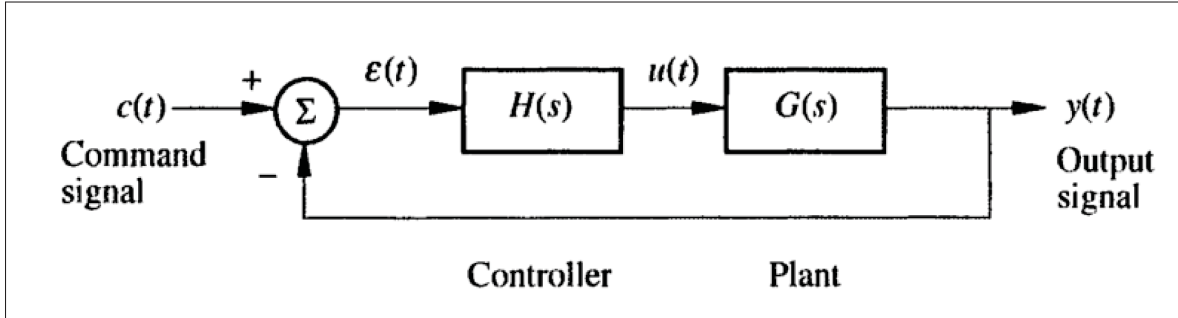 +
ε(t)
u(t)
c(t)
Σ
H(s)
G(s)
y(t)
Command
signal
−
Output
signal
Controller
Plant